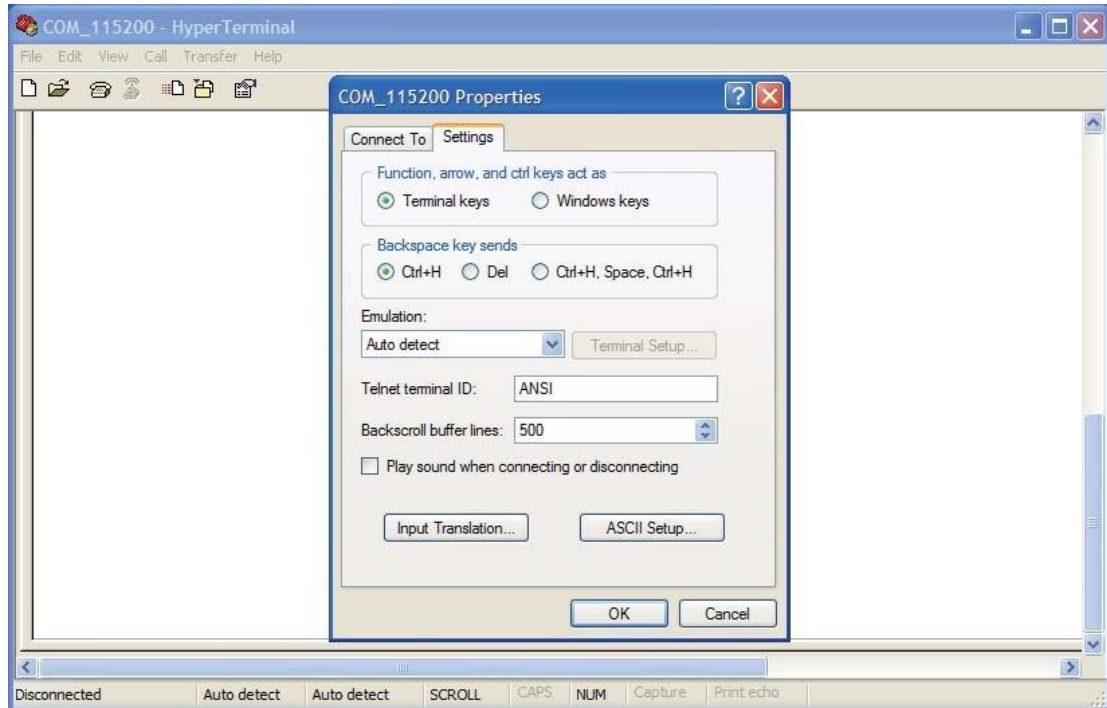 COM_115200 - HyperTerminal
File Edit View Call Transfer Help
COM_115200 Properties
Connect To Settings
Function, arrow, and ctrl keys act as
Terminal keys Windows keys
Backspace key sends
Ctrl+H Del Ctrl+H, Space, Ctrl+H
Emulation:
Auto detect Terminal Setup...
Telnet terminal ID: ANSI
Backscroll buffer lines: 500
Play sound when connecting or disconnecting
Input Translation... ASCII Setup...
OK Cancel
Disconnected Auto detect Auto detect SCROLL CAPS NUM Capture Print echo